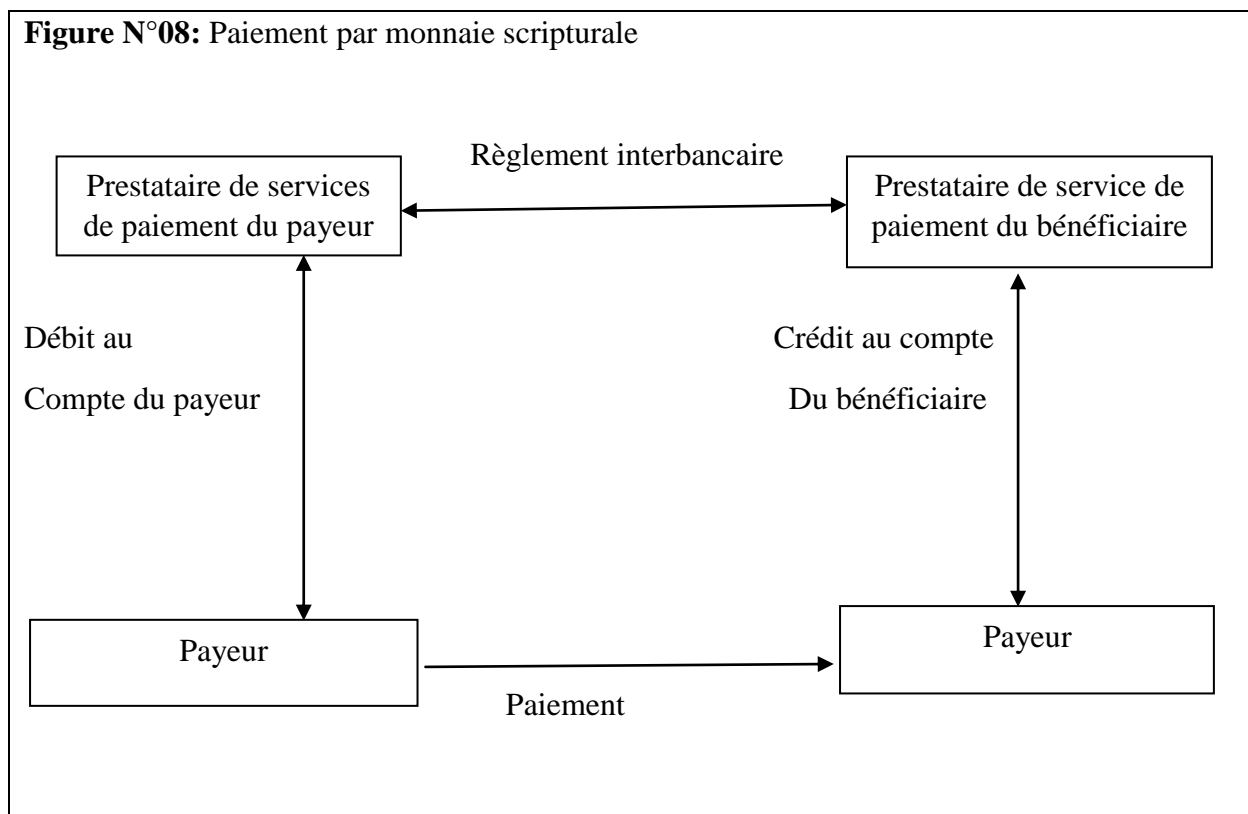 Figure N°08: Paiement par monnaie scripturale
Règlement interbancaire
Prestataire de services
de paiement du payeur
Prestataire de service de
paiement du bénéficiaire
Débit au
Compte du payeur
Crédit au compte
Du bénéficiaire
Payeur
Payeur
Paiement